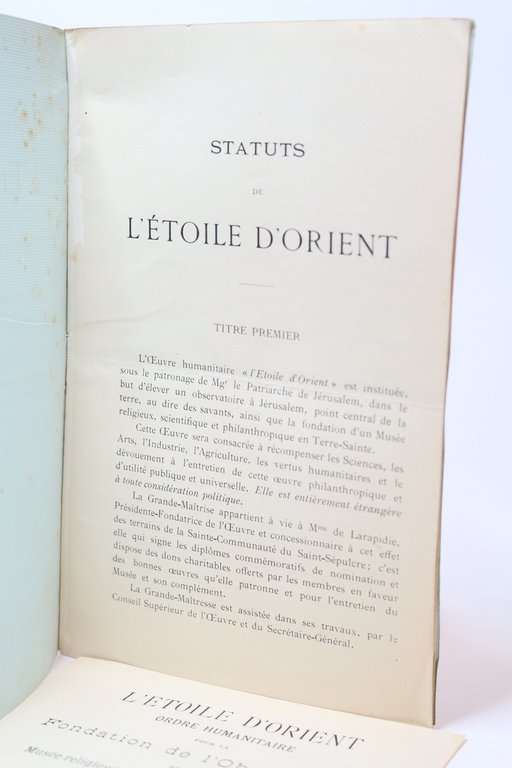 STATUTS
DE
L'ÉTOILE D'ORIENT
TITRE PREMIER
L'Œuvre humanitaire « l'Etoile d'Orient » est instituée,
sous le patronage de Mgr le Patriarche de Jérusalem, dans le
but d'élever un observatoire à Jérusalem, point central de la
terre, au dire des savants, ainsi que la fondation d'un Musée
religieux, scientifique et philanthropique en Terre-Sainte.
Cette Œuvre sera consacrée à récompenser les Sciences, les
Arts, l'Industrie, l'Agriculture, les vertus humanitaires et le
dévouement à l'entretien de cette œuvre philanthropique et
d'utilité publique et universelle. Elle est entièrement étrangère
à toute considération politique.
La Grande-Maîtrise appartient à vie à Mme de Larapidie,
Présidente-Fondatrice de l'Œuvre et concessionnaire à cet effet
des terrains de la Sainte-Communauté du Saint-Sépulcre ; c'est
elle qui signe les diplômes commémoratifs de nomination et
dispose des dons charitables offerts par les membres en faveur
des bonnes œuvres qu'elle patronne et pour l'entretien du
Musée et son complément.
La Grande-Maîtresse est assistée dans ses travaux, par le
Conseil Supérieur de l'Œuvre et du Secrétaire-Général.
L'ÉTOILE D'ORIENT
ORDRE HUMANITAIRE
POUR LA
Fondation de l'Ob
Musée religieu